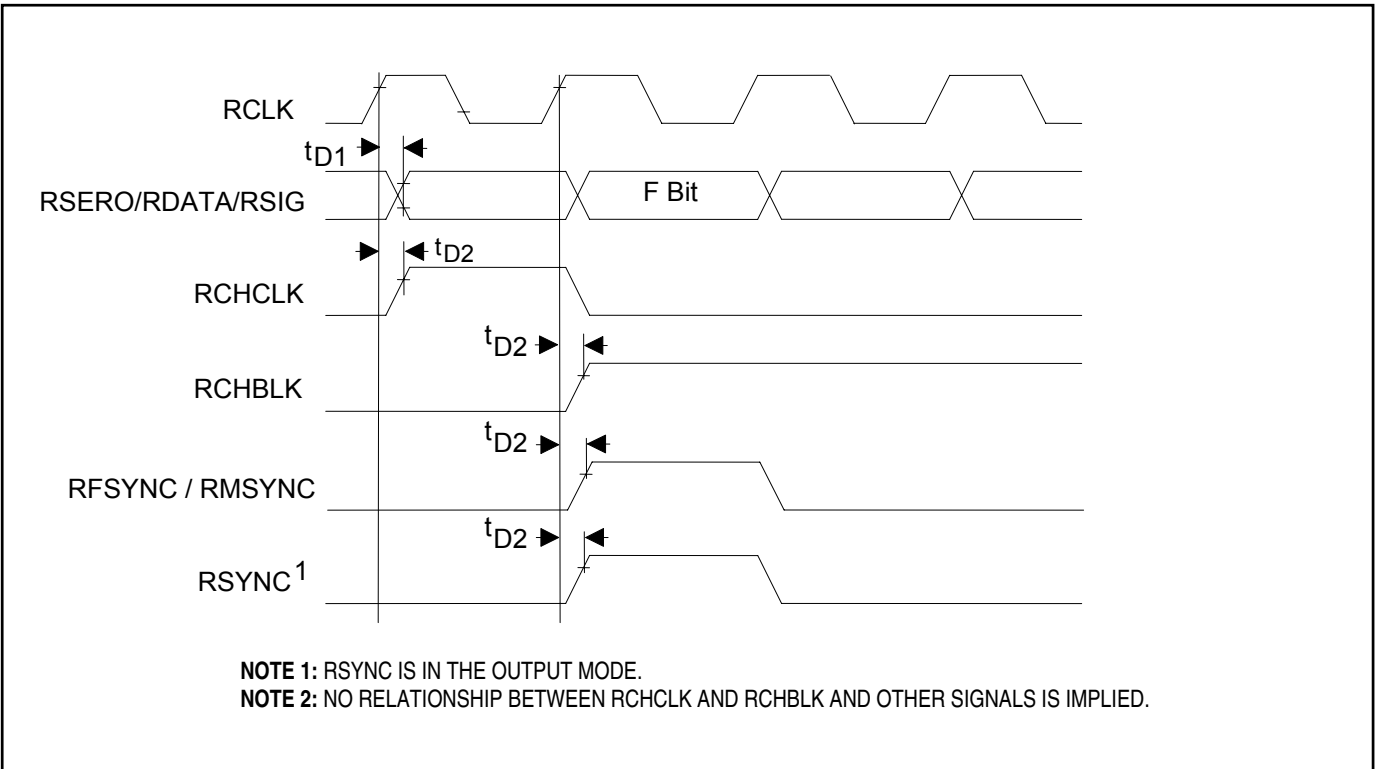 RCLK
tD1
RSERO/RDATA/RSIG
F Bit
tD2
RCHCLK
tD2
RCHBLK
tD2
RFSYNC / RMSYNC
tD2
RSYNC1
NOTE 1: RSYNC IS IN THE OUTPUT MODE.
NOTE 2: NO RELATIONSHIP BETWEEN RCHCLK AND RCHBLK AND OTHER SIGNALS IS IMPLIED.